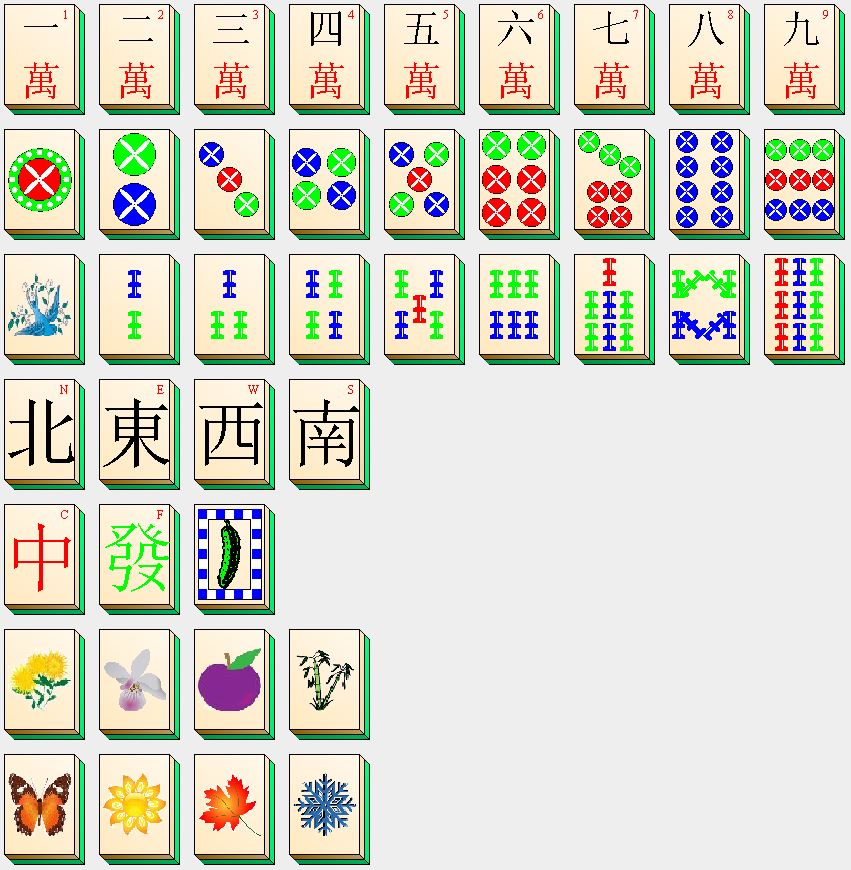 一 1 二 2 三 3 四 4 五 5 六 6 七 7 八 8 九 9
萬 萬 萬 萬 萬 萬 萬 萬 萬
N E W S
北 東 西 南
C F
中 發